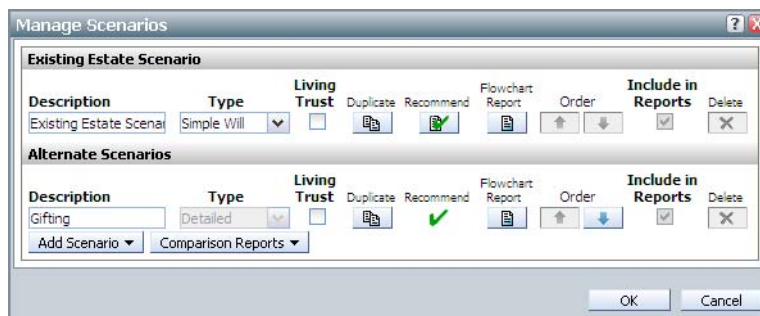 Manage Scenarios
Existing Estate Scenario
Living Flowchart Include in
Description Type Trust Duplicate Recommend Report Order Reports Delete
Existing Estate Scenar Simple Will
Alternate Scenarios
Living Flowchart Include in
Description Type Trust Duplicate Recommend Report Order Reports Delete
Gifting Detailed
Add Scenario Comparison Reports
OK Cancel